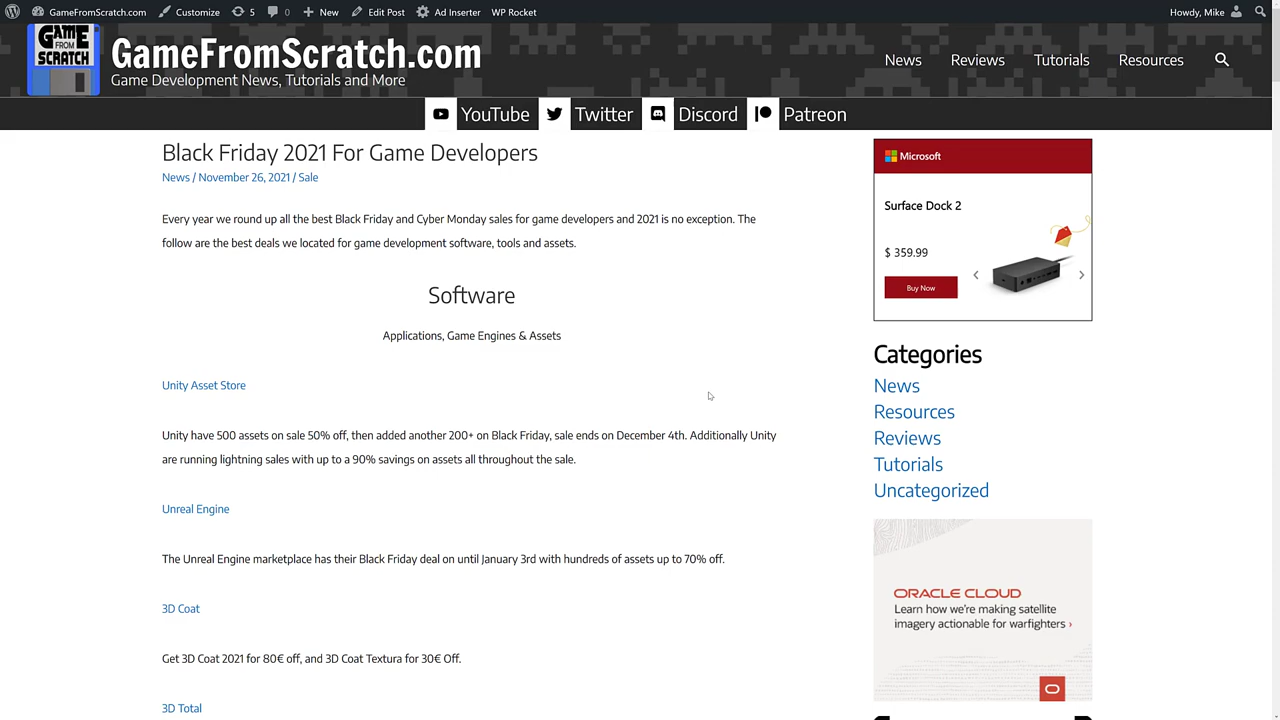 GameFromScratch.com Customize 5 0 New Edit Post Ad Inserter WP Rocket Howdy, Mike
GAME
FROM
SCRATCH
GameFromScratch.com
Game Development News, Tutorials and More
News Reviews Tutorials Resources
YouTube Twitter Discord Patreon
Black Friday 2021 For Game Developers
News / November 26, 2021 / Sale
Every year we round up all the best Black Friday and Cyber Monday sales for game developers and 2021 is no exception. The
follow are the best deals we located for game development software, tools and assets.
Software
Applications, Game Engines & Assets
Unity Asset Store
Unity have 500 assets on sale 50% off, then added another 200+ on Black Friday, sale ends on December 4th. Additionally Unity
are running lightning sales with up to a 90% savings on assets all throughout the sale.
Unreal Engine
The Unreal Engine marketplace has their Black Friday deal on until January 3rd with hundreds of assets up to 70% off.
3D Coat
Get 3D Coat 2021 for 80€ off, and 3D Coat Textura for 30€ Off.
3D Total
Microsoft
Surface Dock 2
$ 359.99
Buy Now
Categories
News
Resources
Reviews
Tutorials
Uncategorized
ORACLE CLOUD
Learn how we're making satellite
imagery actionable for warfighters ›